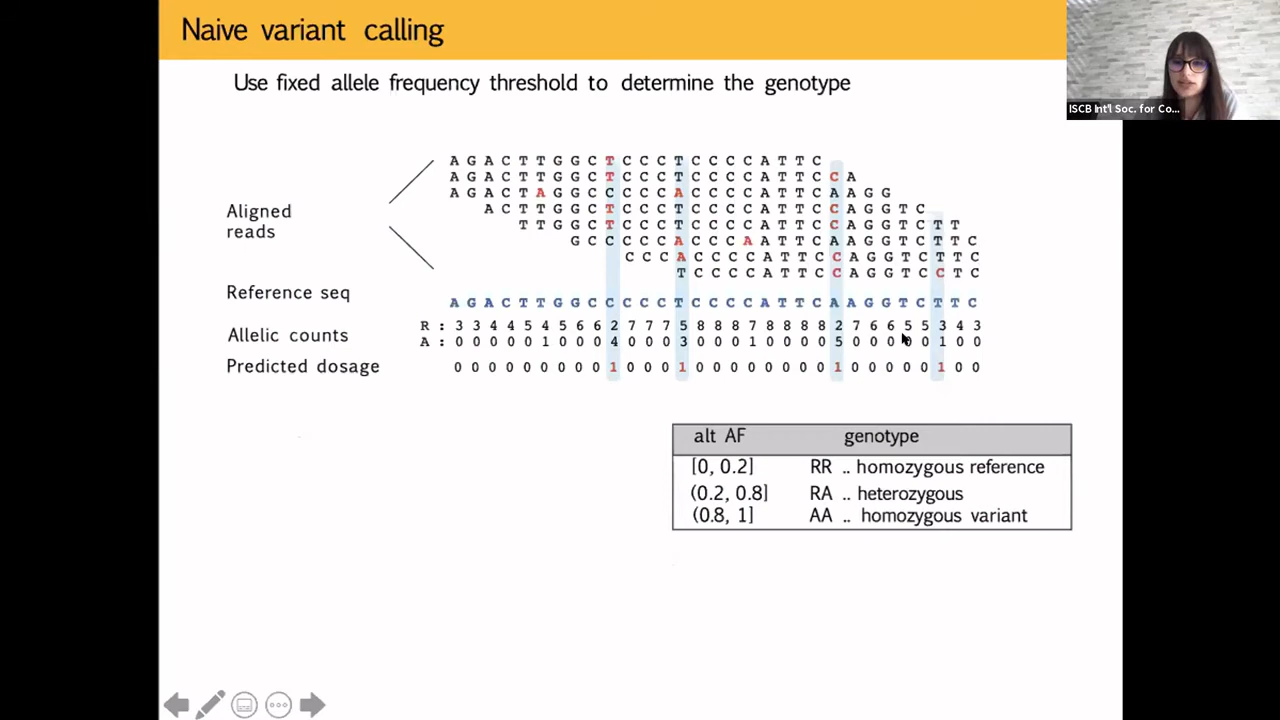 Naive variant calling
ISCB Int'l Soc. for Co...
Use fixed allele frequency threshold to determine the genotype
A G A C T T G G C T C C C T C C C C A T T C
A G A C T T G G C T C C C T C C C C A T T C C A
A G A C T A G G C C C C C A C C C C A T T C A A G G
A C T T G G C T C C C T C C C C A T T C C A G G T C
T T G G C T C C C T C C C C A T T C C A G G T C T T
G C C C C C A C C C A A T T C A A G G T C T T C
C C C A C C C C A T T C C A G G T C T T C
T C C C C A T T C C A G G T C C T C
Aligned
reads
Reference seq A G A C T T G G C C C C C T C C C C A T T C A A G G T C T T C
Allelic counts
R : 3 3 4 4 5 4 5 6 6 2 7 7 7 5 8 8 8 7 8 8 8 8 2 7 6 6 5 5 3 4 3
A : 0 0 0 0 0 1 0 0 0 4 0 0 0 3 0 0 0 1 0 0 0 0 5 0 0 0 0 0 1 0 0
Predicted dosage 0 0 0 0 0 0 0 0 0 1 0 0 0 1 0 0 0 0 0 0 0 0 1 0 0 0 0 0 1 0 0
alt AF genotype
[0, 0.2] RR .. homozygous reference
(0.2, 0.8] RA .. heterozygous
(0.8, 1] AA .. homozygous variant